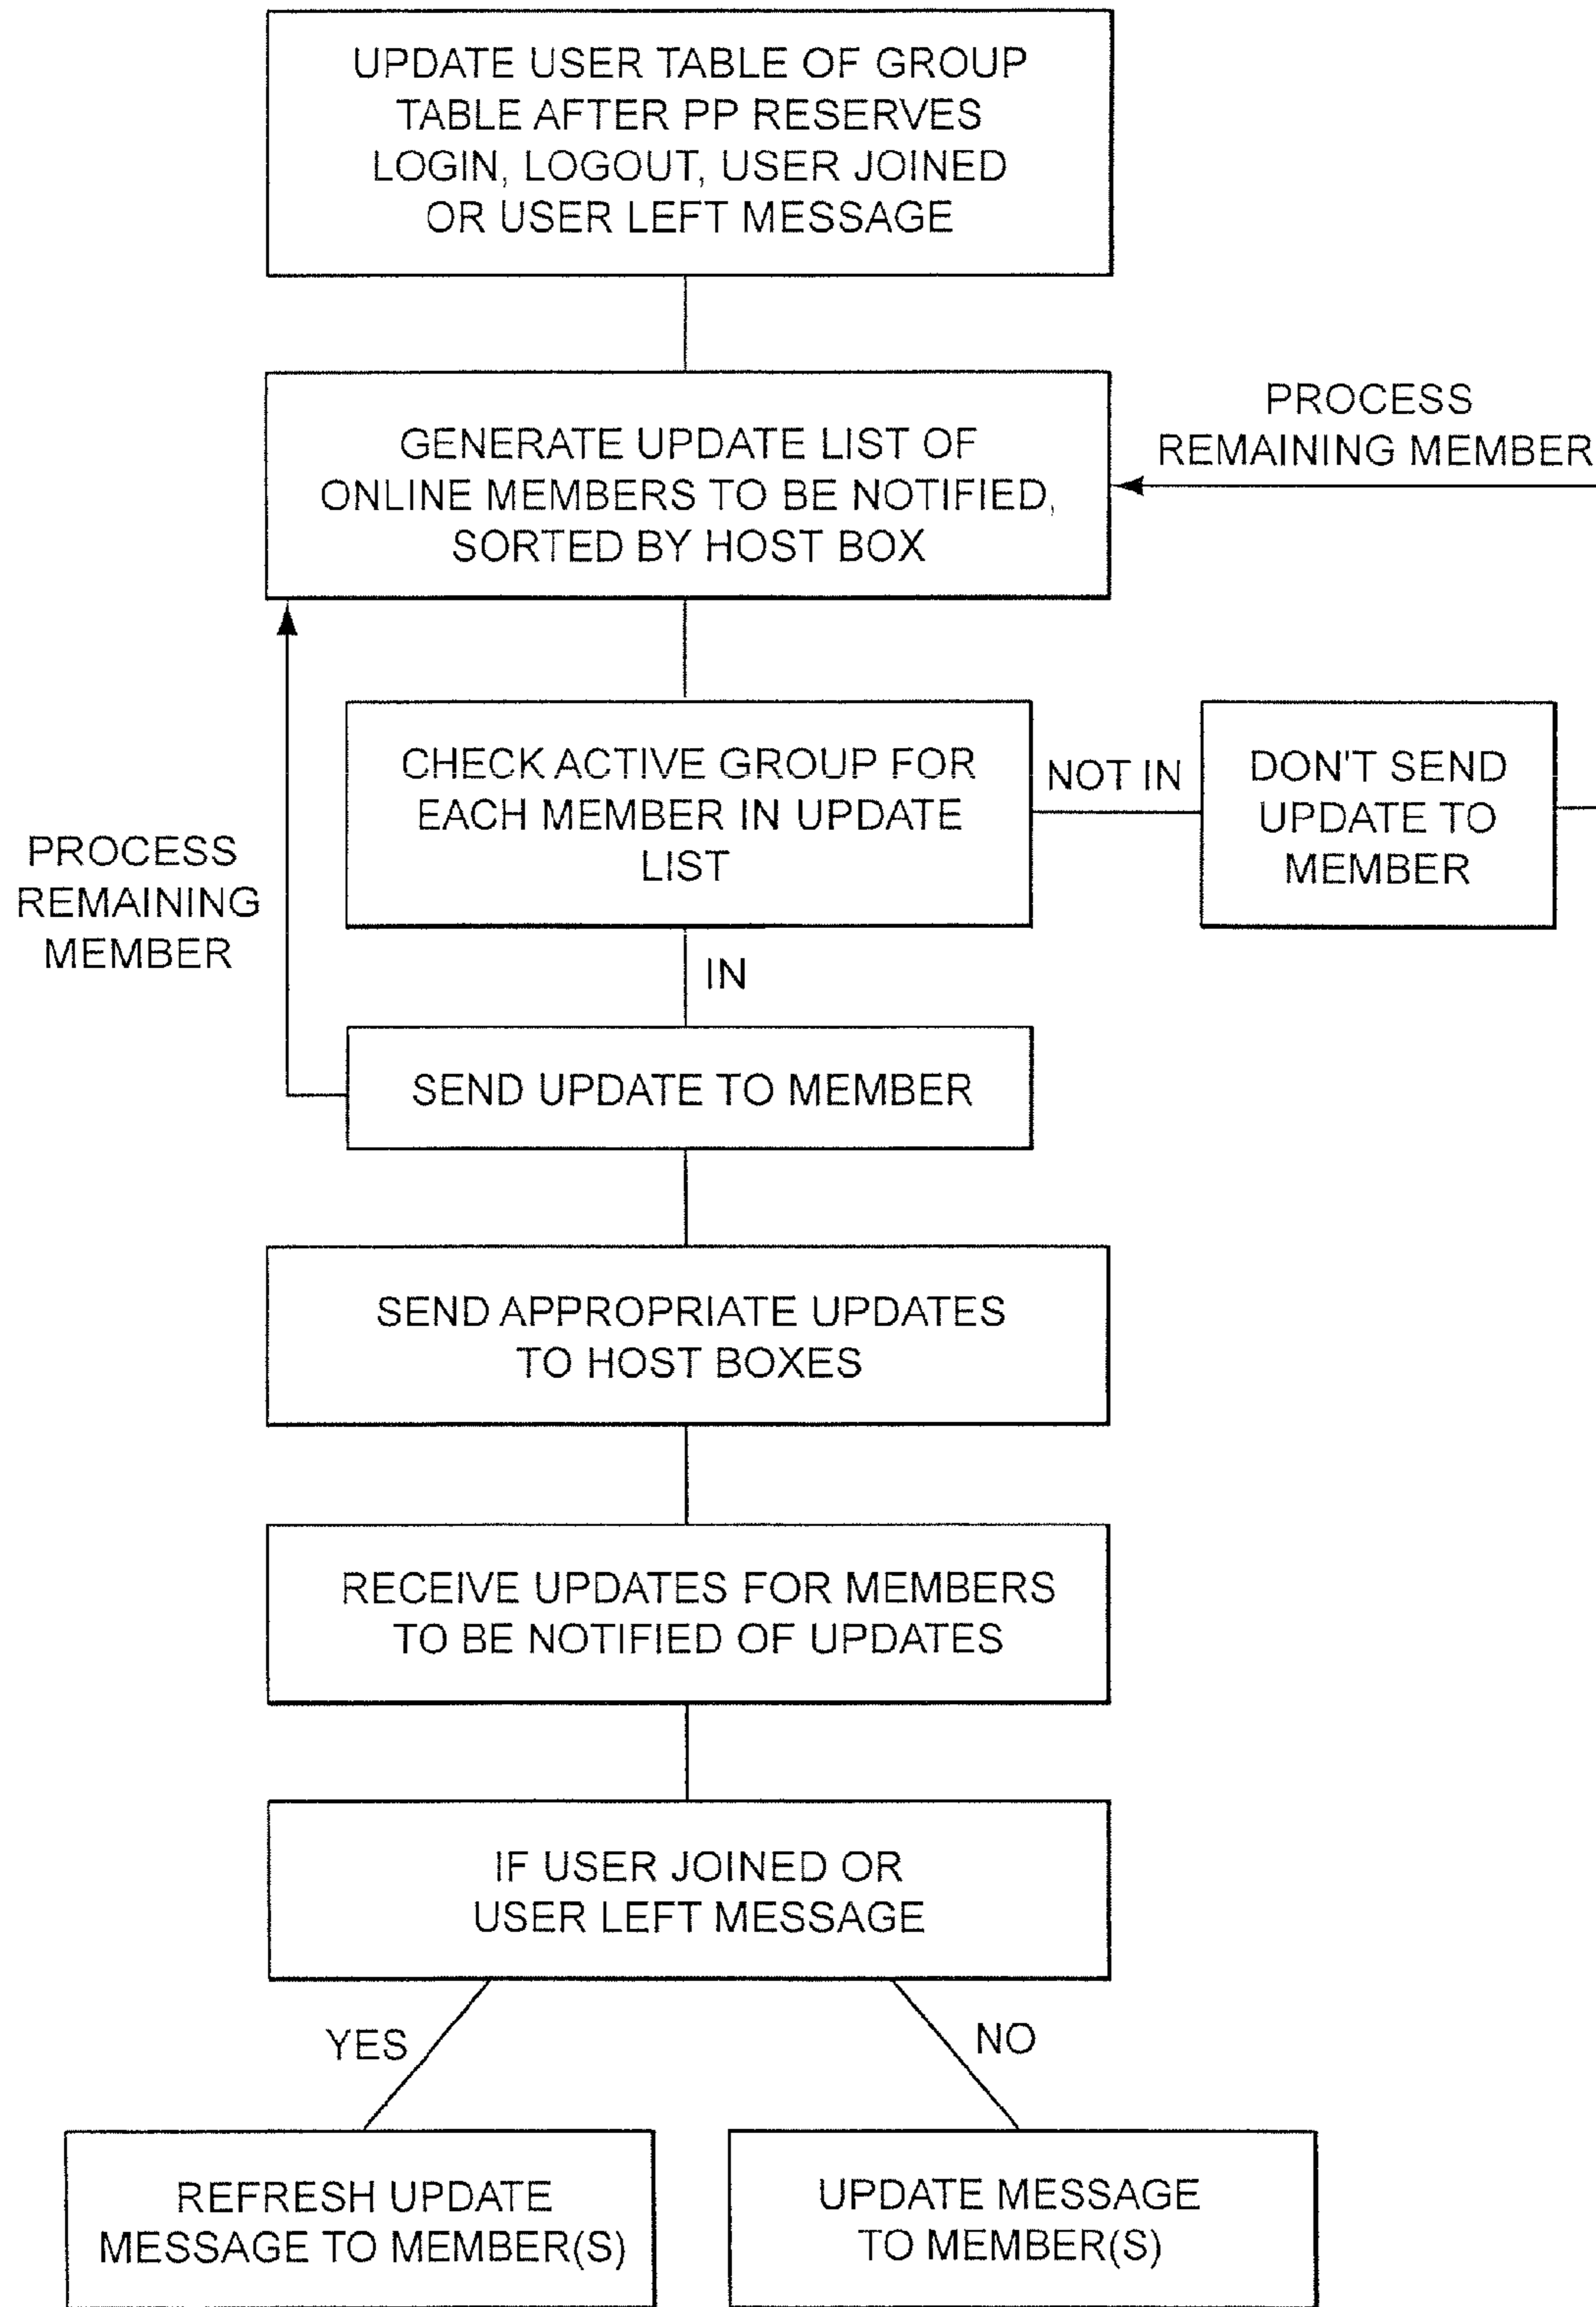 UPDATE USER TABLE OF GROUP
TABLE AFTER PP RESERVES
LOGIN, LOGOUT, USER JOINED
OR USER LEFT MESSAGE
PROCESS
REMAINING MEMBER
GENERATE UPDATE LIST OF
ONLINE MEMBERS TO BE NOTIFIED,
SORTED BY HOST BOX
CHECK ACTIVE GROUP FOR
EACH MEMBER IN UPDATE
LIST
NOT IN
DON'T SEND
UPDATE TO
MEMBER
PROCESS
REMAINING
MEMBER
IN
SEND UPDATE TO MEMBER
SEND APPROPRIATE UPDATES
TO HOST BOXES
RECEIVE UPDATES FOR MEMBERS
TO BE NOTIFIED OF UPDATES
IF USER JOINED OR
USER LEFT MESSAGE
YES
NO
REFRESH UPDATE
MESSAGE TO MEMBER(S)
UPDATE MESSAGE
TO MEMBER(S)